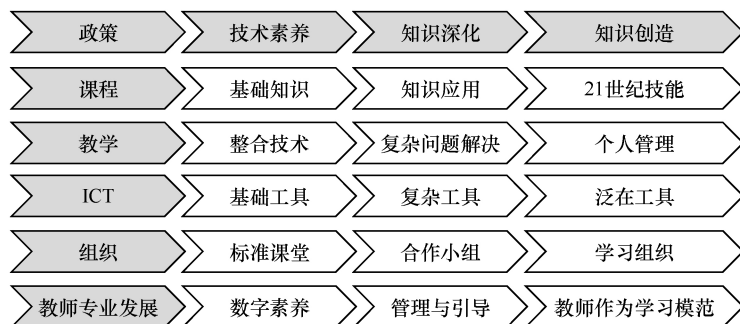 政策 技术素养 知识深化 知识创造
课程 基础知识 知识应用 21世纪技能
教学 整合技术 复杂问题解决 个人管理
ICT 基础工具 复杂工具 泛在工具
组织 标准课堂 合作小组 学习组织
教师专业发展 数字素养 管理与引导 教师作为学习模范